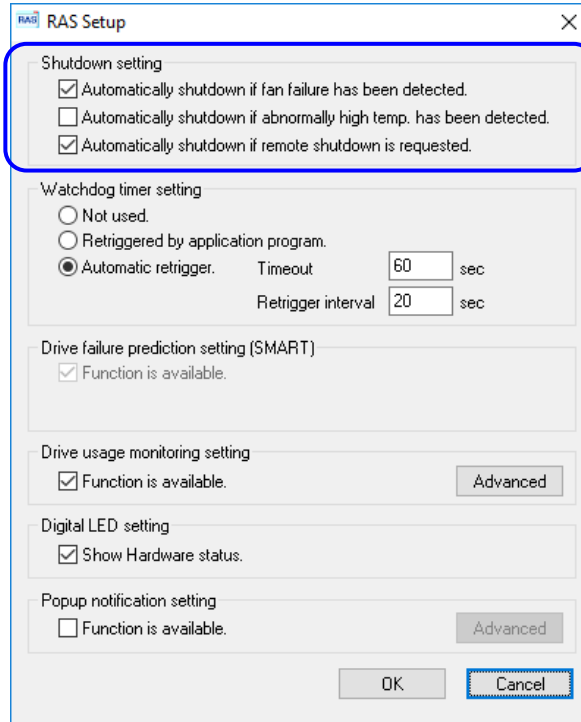 RAS RAS Setup
Shutdown setting
Automatically shutdown if fan failure has been detected.
Automatically shutdown if abnormally high temp. has been detected.
Automatically shutdown if remote shutdown is requested.
Watchdog timer setting
Not used.
Retriggered by application program.
Automatic retrigger. Timeout 60 sec
Retrigger interval 20 sec
Drive failure prediction setting (SMART)
Function is available.
Drive usage monitoring setting
Function is available. Advanced
Digital LED setting
Show Hardware status.
Popup notification setting
Function is available. Advanced
OK Cancel